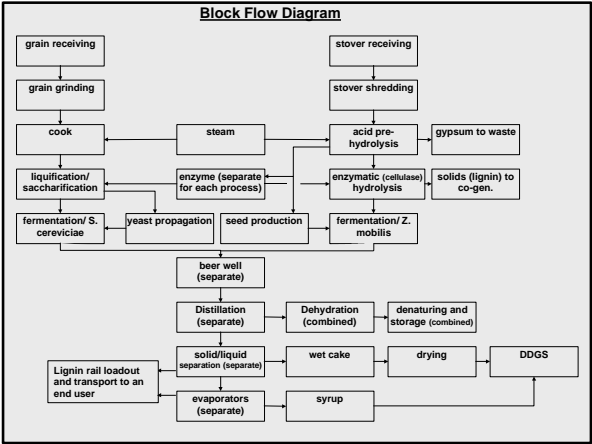 Block Flow Diagram
grain receiving
stover receiving
grain grinding
stover shredding
cook
steam
acid pre-
hydrolysis
gypsum to waste
liquification/
saccharification
enzyme (separate
for each process)
enzymatic (cellulase)
hydrolysis
solids (lignin) to
co-gen.
fermentation/ S.
cereviciae
yeast propagation
seed production
fermentation/ Z.
mobilis
beer well
(separate)
Distillation
(separate)
Dehydration
(combined)
denaturing and
storage (combined)
solid/liquid
separation (separate)
wet cake
drying
DDGS
Lignin rail loadout
and transport to an
end user
evaporators
(separate)
syrup